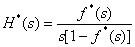 H*(s) = f*(s) / s[1 − f*(s)]